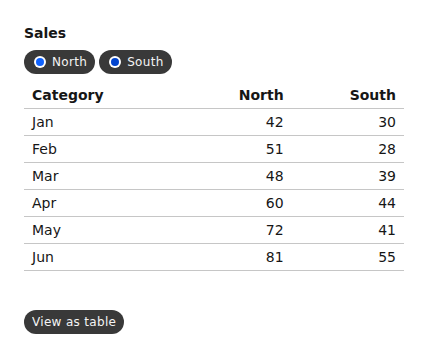 Sales
North South
Category North South
Jan 42 30
Feb 51 28
Mar 48 39
Apr 60 44
May 72 41
Jun 81 55
View as table